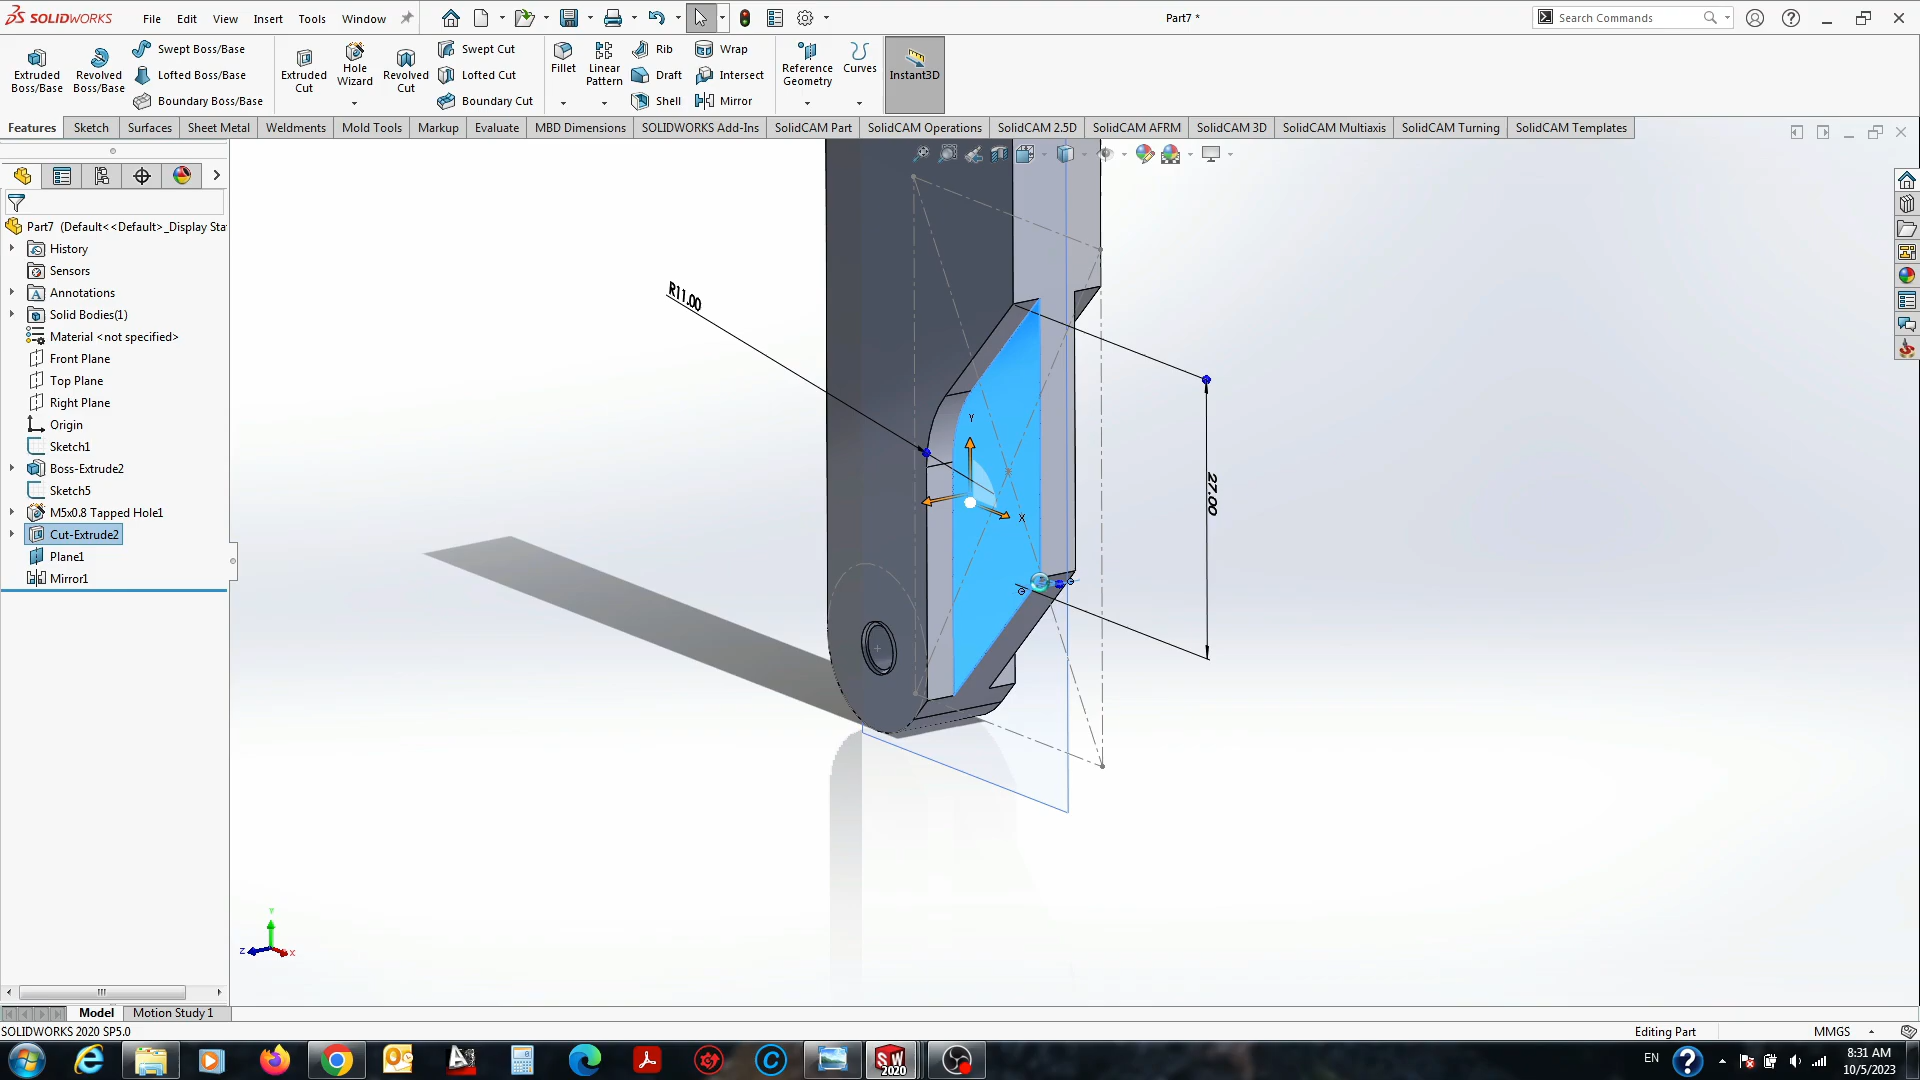 SOLIDWORKS File Edit View Insert Tools Window Part7 * Search Commands
Extruded Boss/Base
Revolved Boss/Base
Swept Boss/Base
Lofted Boss/Base
Boundary Boss/Base
Extruded Cut
Hole Wizard
Revolved Cut
Swept Cut
Lofted Cut
Boundary Cut
Fillet
Linear Pattern
Rib
Draft
Shell
Wrap
Intersect
Mirror
Reference Geometry
Curves
Instant3D
Features Sketch Surfaces Sheet Metal Weldments Mold Tools Markup Evaluate MBD Dimensions SOLIDWORKS Add-Ins SolidCAM Part SolidCAM Operations SolidCAM 2.5D SolidCAM AFRM SolidCAM 3D SolidCAM Multiaxis SolidCAM Turning SolidCAM Templates
Part7 (Default<<Default>_Display Sta
History
Sensors
Annotations
Solid Bodies(1)
Material <not specified>
Front Plane
Top Plane
Right Plane
Origin
Sketch1
Boss-Extrude2
Sketch5
M5x0.8 Tapped Hole1
Cut-Extrude2
Plane1
Mirror1
R11.00
27.00
Y
X
Y
Z
X
Model Motion Study 1
SOLIDWORKS 2020 SP5.0 Editing Part MMGS
SW 2020
EN 8:31 AM
10/5/2023